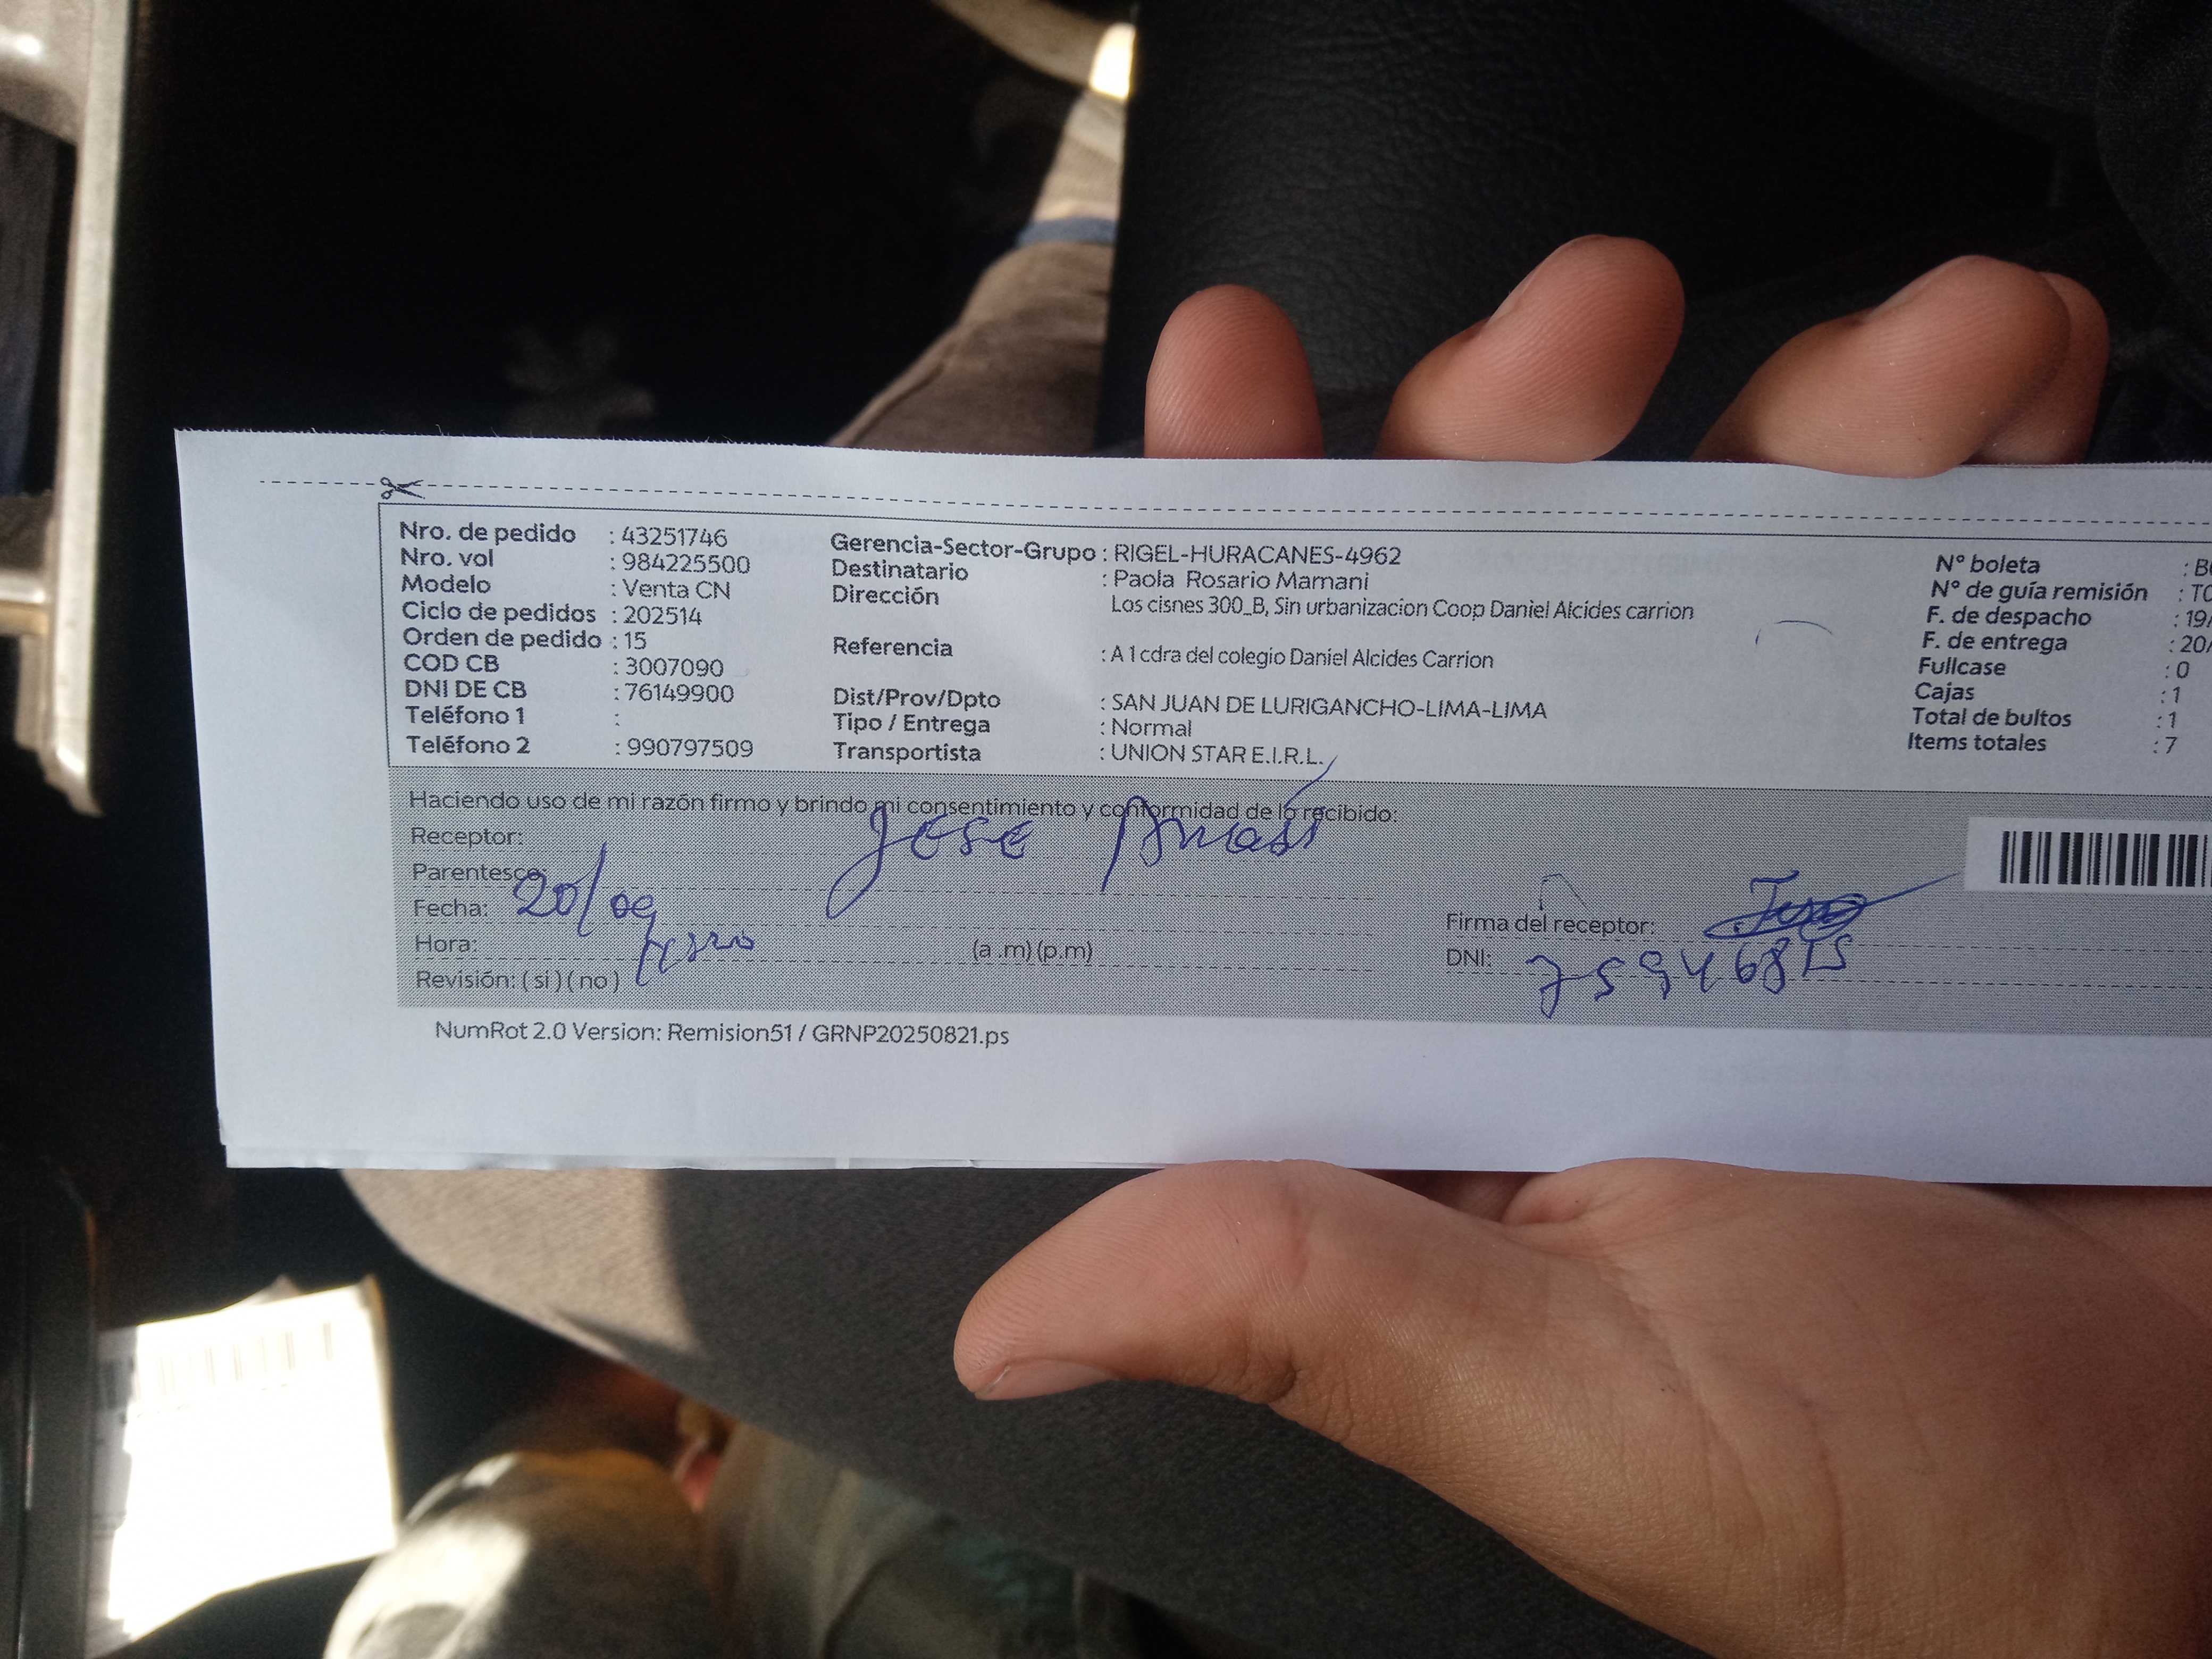 Nro. de pedido : 43251746
Nro. vol : 984225500
Modelo : Venta CN
Ciclo de pedidos : 202514
Orden de pedido : 15
COD CB : 3007090
DNI DE CB : 76149900
Teléfono 1 :
Teléfono 2 : 990797509
Gerencia-Sector-Grupo : RIGEL-HURACANES-4962
Destinatario : Paola Rosario Mamani
Dirección Los cisnes 300_B, Sin urbanizacion Coop Daniel Alcides carrion
Referencia : A 1 cdra del colegio Daniel Alcides Carrion
Dist/Prov/Dpto : SAN JUAN DE LURIGANCHO-LIMA-LIMA
Tipo / Entrega : Normal
Transportista : UNION STAR E.I.R.L.
N° boleta : B
N° de guía remisión : T
F. de despacho : 19/
F. de entrega : 20/
Fullcase : 0
Cajas : 1
Total de bultos : 1
Items totales : 7
Haciendo uso de mi razón firmo y brindo mi consentimiento y conformidad de lo recibido:
Receptor: JOSE
Parentesco
Fecha: 20/09
Hora: (a .m) (p.m)
Revisión: ( si ) ( no )
Firma del receptor:
DNI:
NumRot 2.0 Version: Remision51 / GRNP20250821.ps